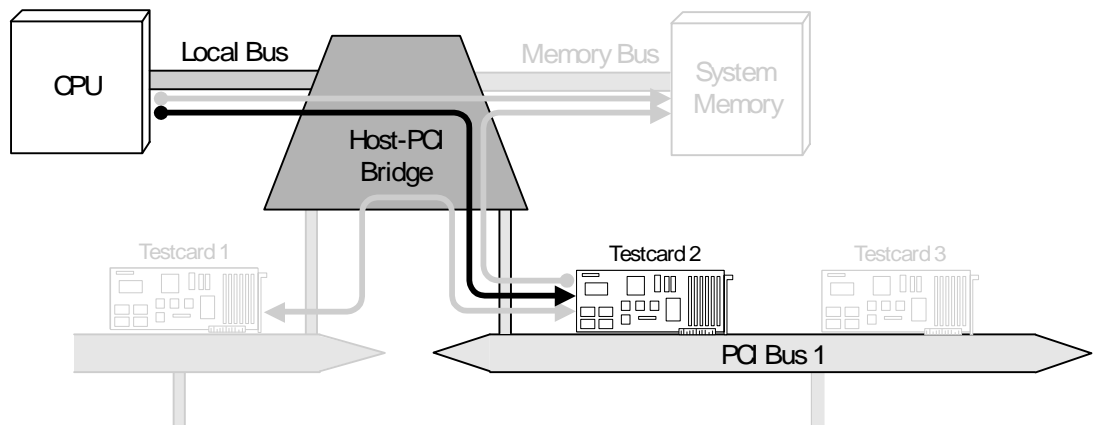 Local Bus
Memory Bus
CPU
System
Memory
Host-PCI
Bridge
Testcard 1
Testcard 2
Testcard 3
PCI Bus 1